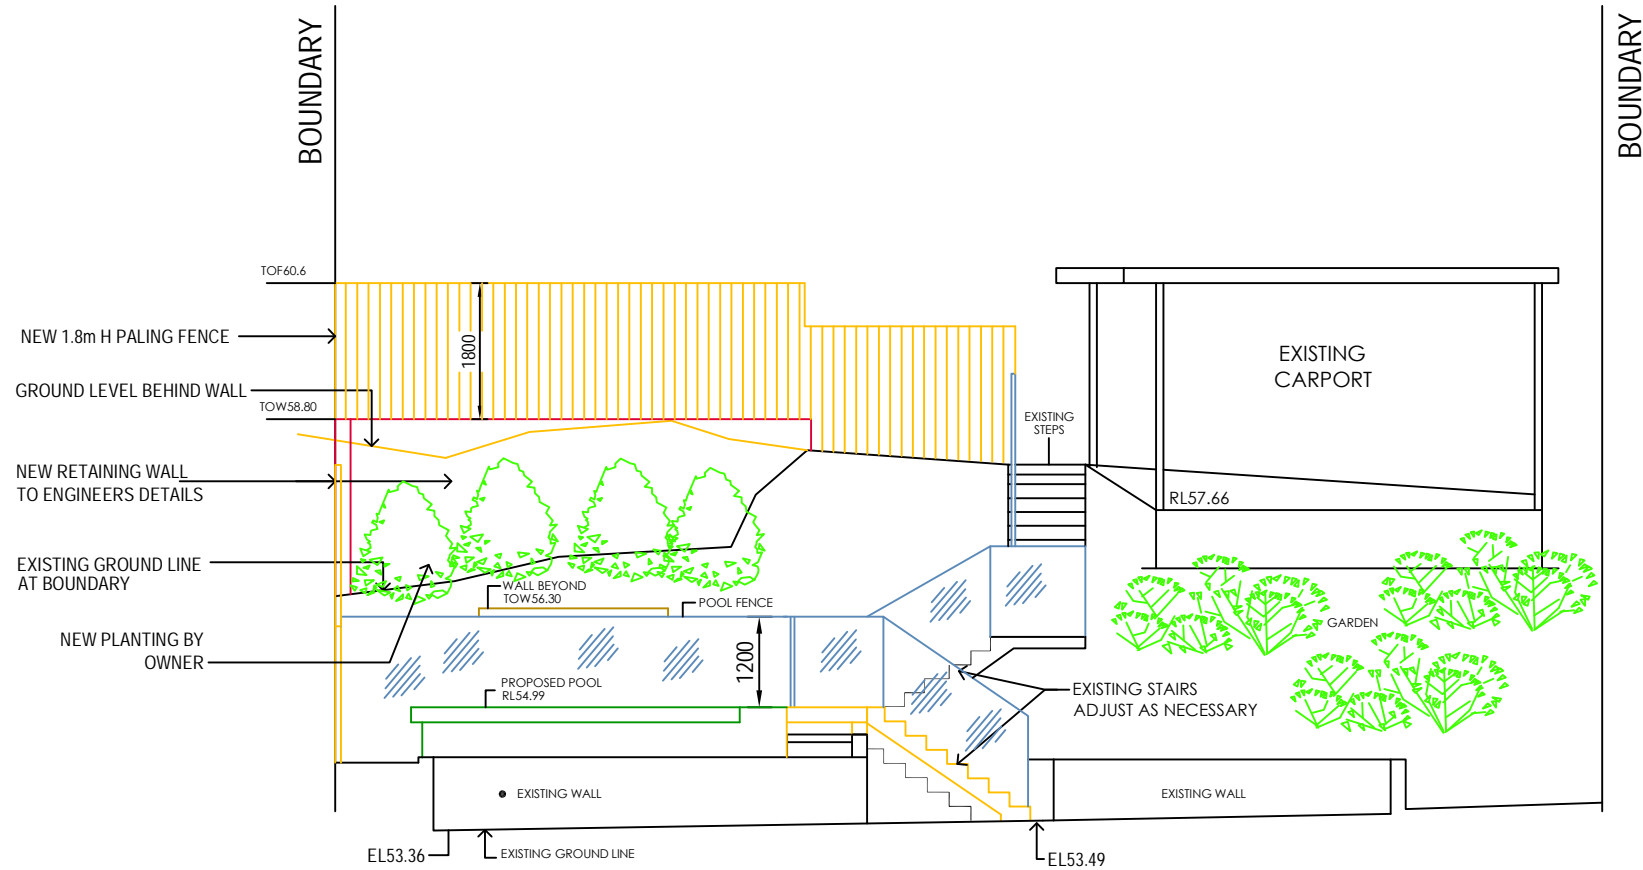 BOUNDARY
BOUNDARY
TOF60.6
NEW 1.8m H PALING FENCE
1800
EXISTING
CARPORT
GROUND LEVEL BEHIND WALL
TOW58.80
EXISTING
STEPS
NEW RETAINING WALL
TO ENGINEERS DETAILS
RL57.66
EXISTING GROUND LINE
AT BOUNDARY
WALL BEYOND
TOW56.30
POOL FENCE
GARDEN
NEW PLANTING BY
OWNER
1200
PROPOSED POOL
RL54.99
EXISTING STAIRS
ADJUST AS NECESSARY
EXISTING WALL
EXISTING WALL
EL53.36
EXISTING GROUND LINE
EL53.49